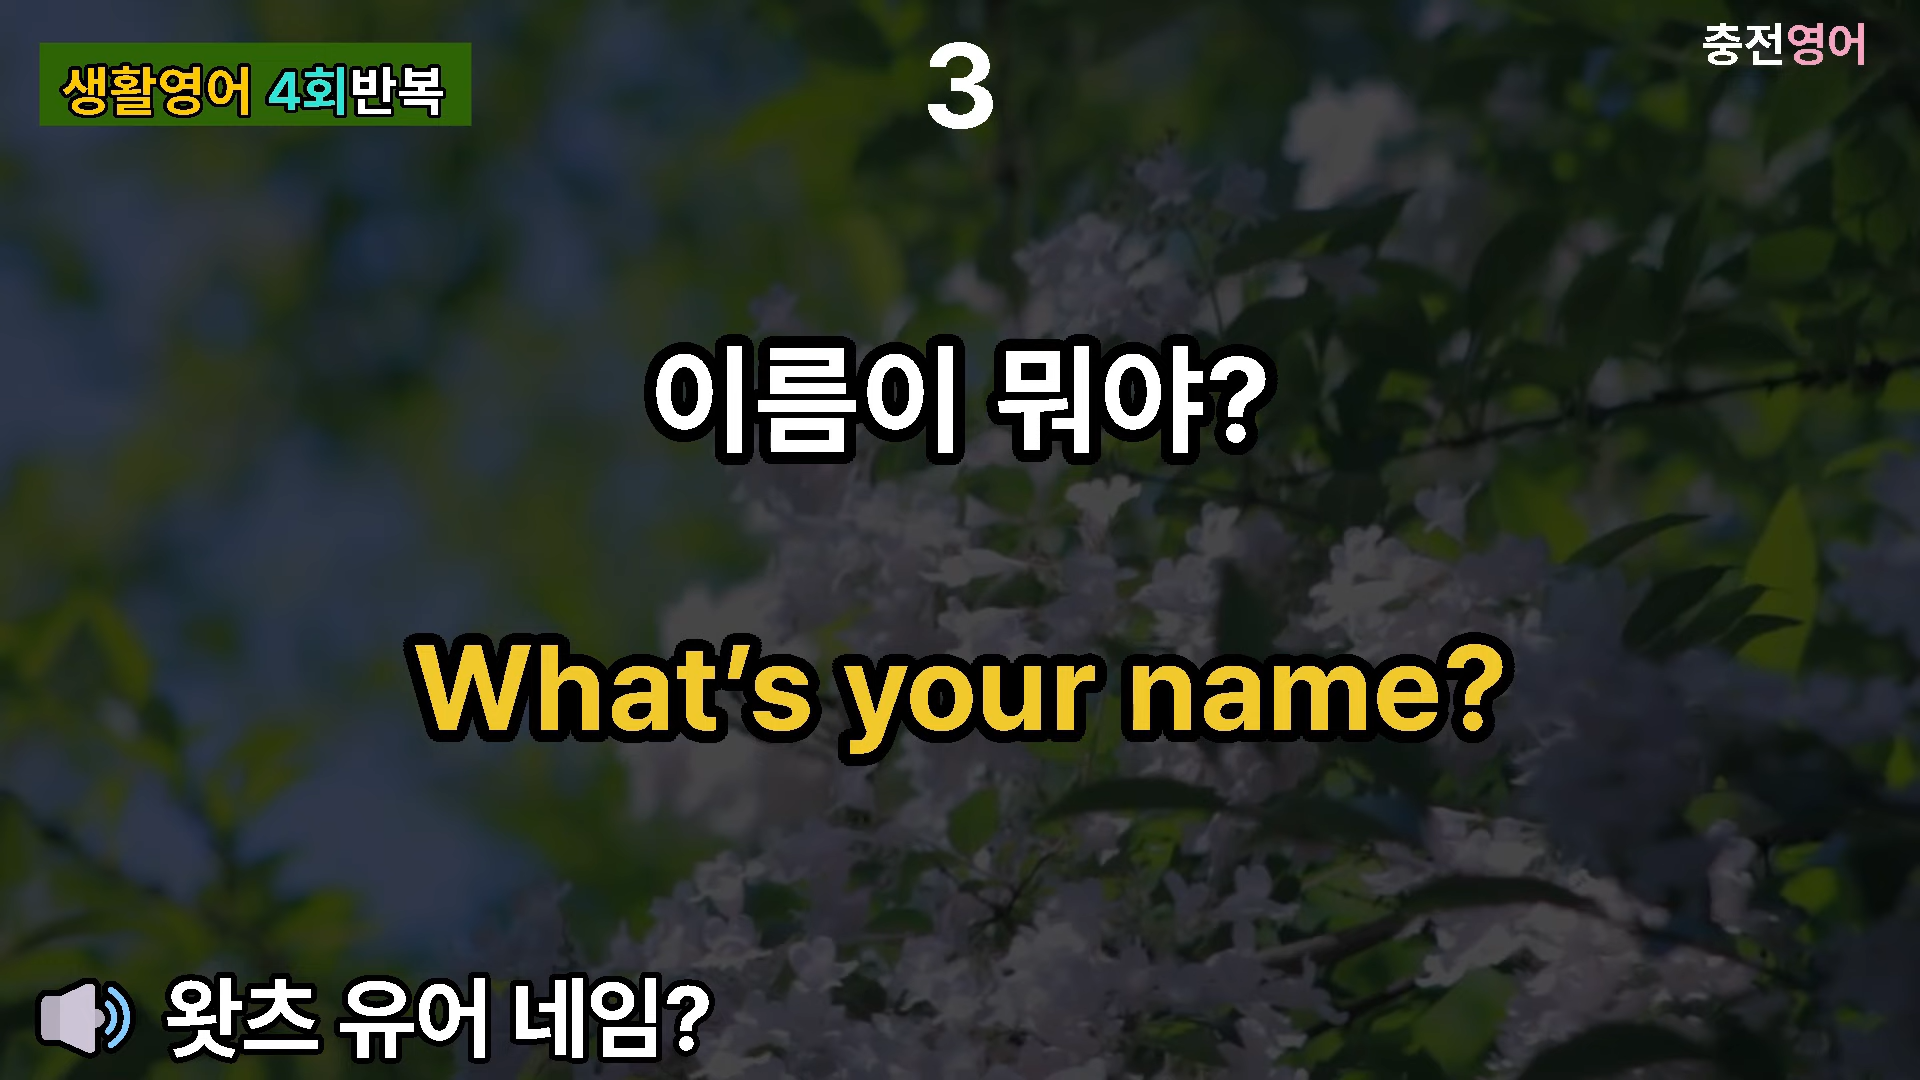 생활영어 4회반복
3
충전영어
이름이 뭐야?
What's your name?
왓츠 유어 네임?